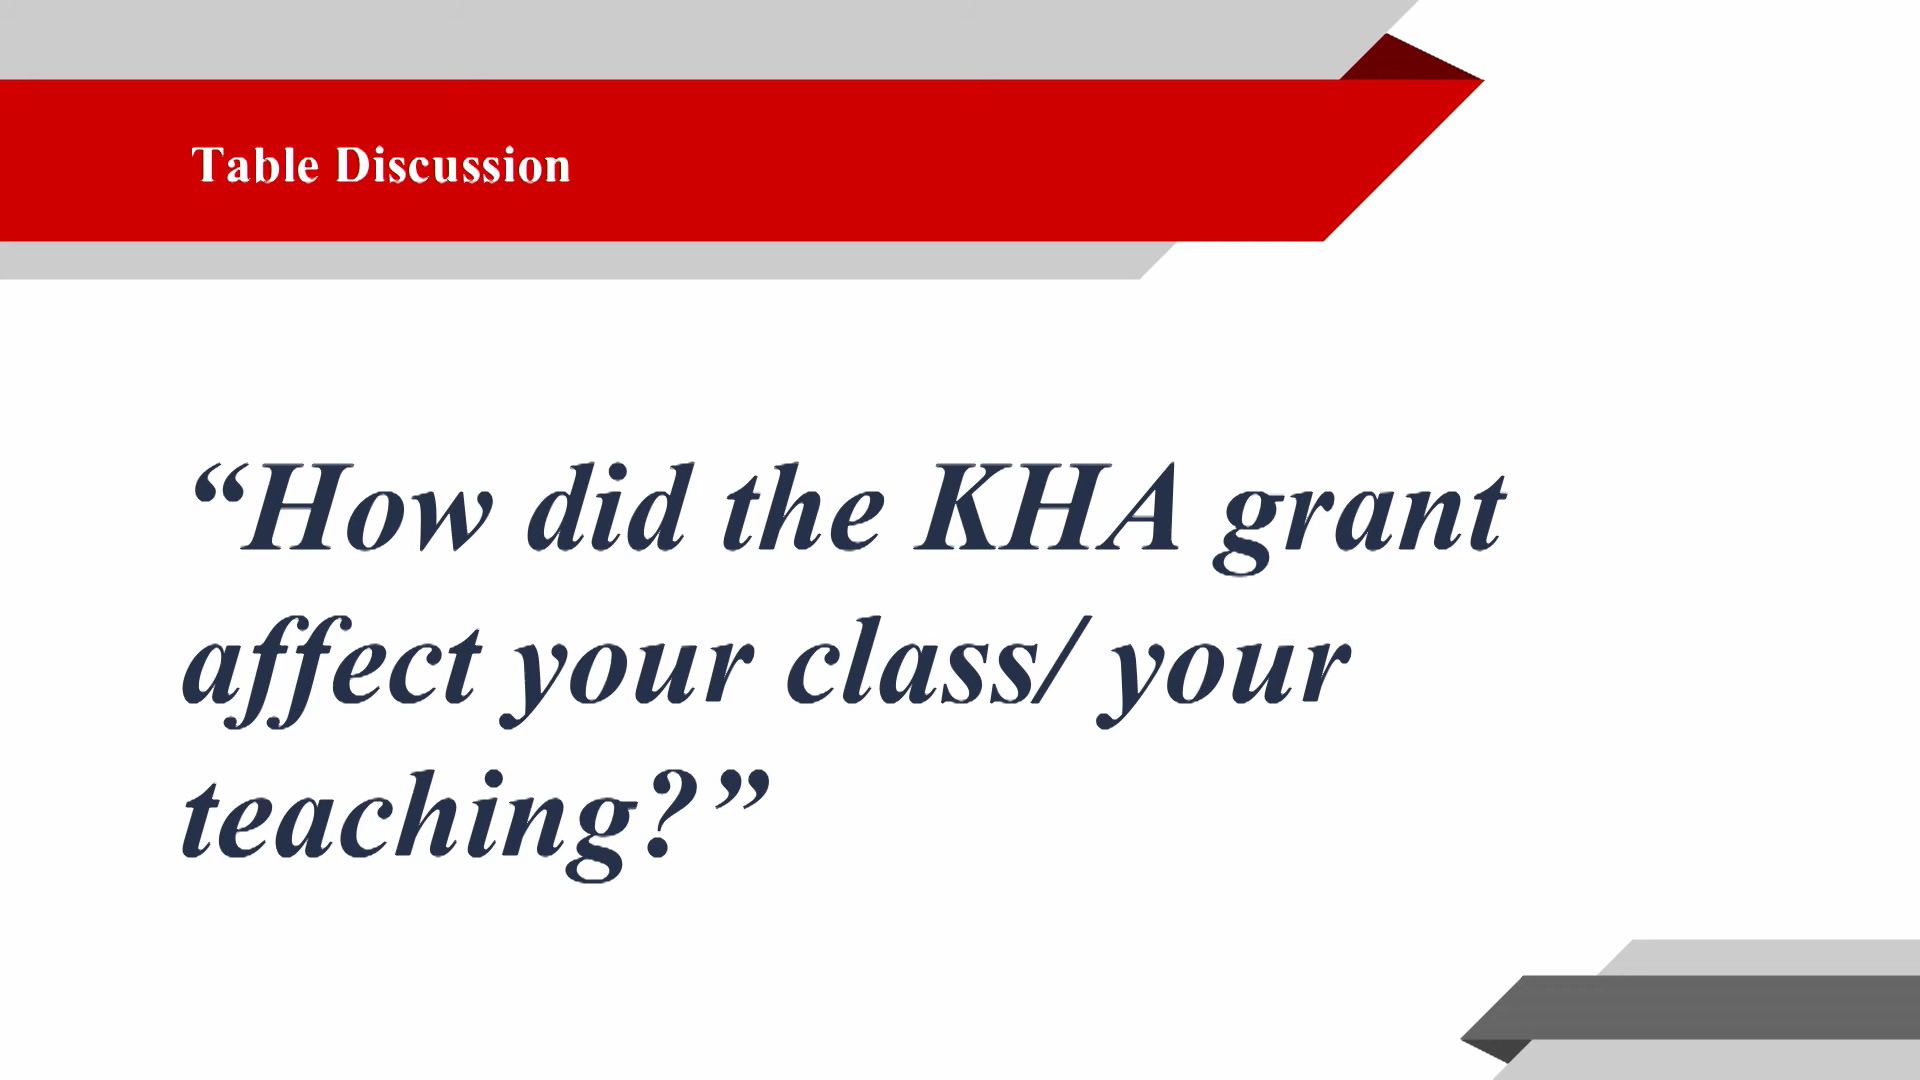 Table Discussion
“How did the KHA grant
affect your class/ your
teaching?”